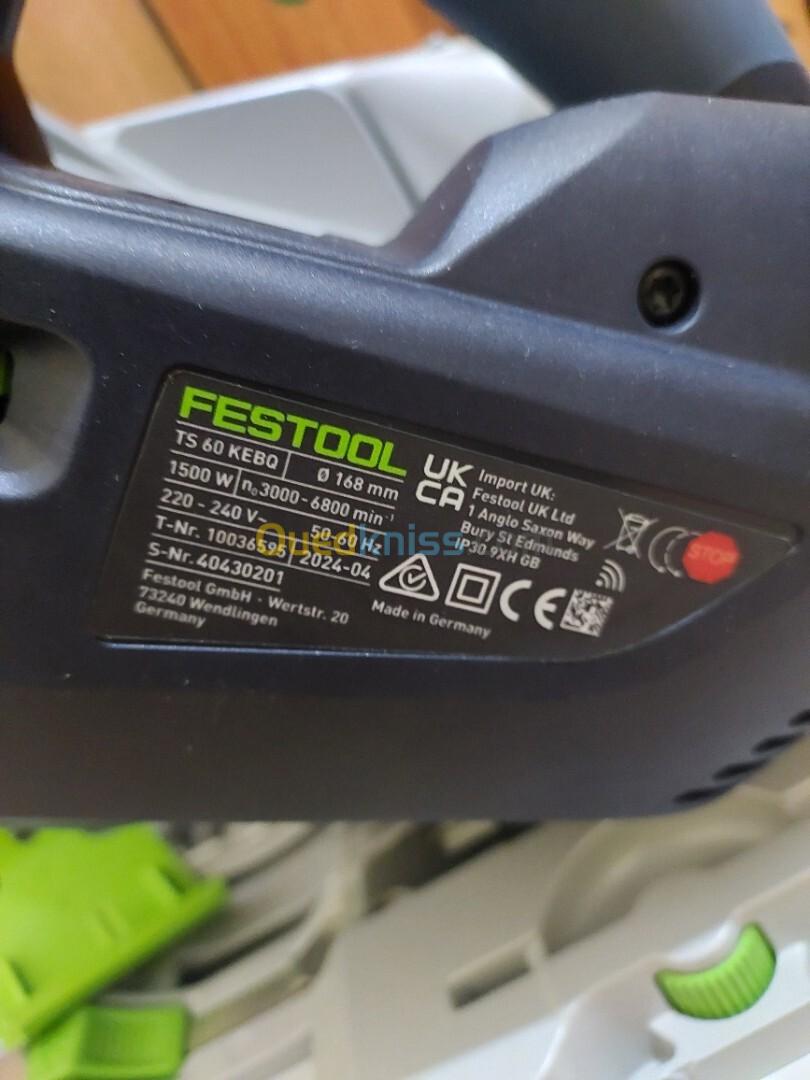 FESTOOL
TS 60 KEBQ
Ø 168 mm
1500 W
n₀ 3000 - 6800 min⁻¹
220 - 240 V~
50-60 Hz
T-Nr. 10036595
2024-04
S-Nr. 40430201
Festool GmbH · Wertstr. 20
73240 Wendlingen
Germany
UK
CA
Import UK:
Festool UK Ltd
1 Anglo Saxon Way
Bury St Edmunds
IP30 9XH GB
Made in Germany
CE
STOP
Ouedkniss